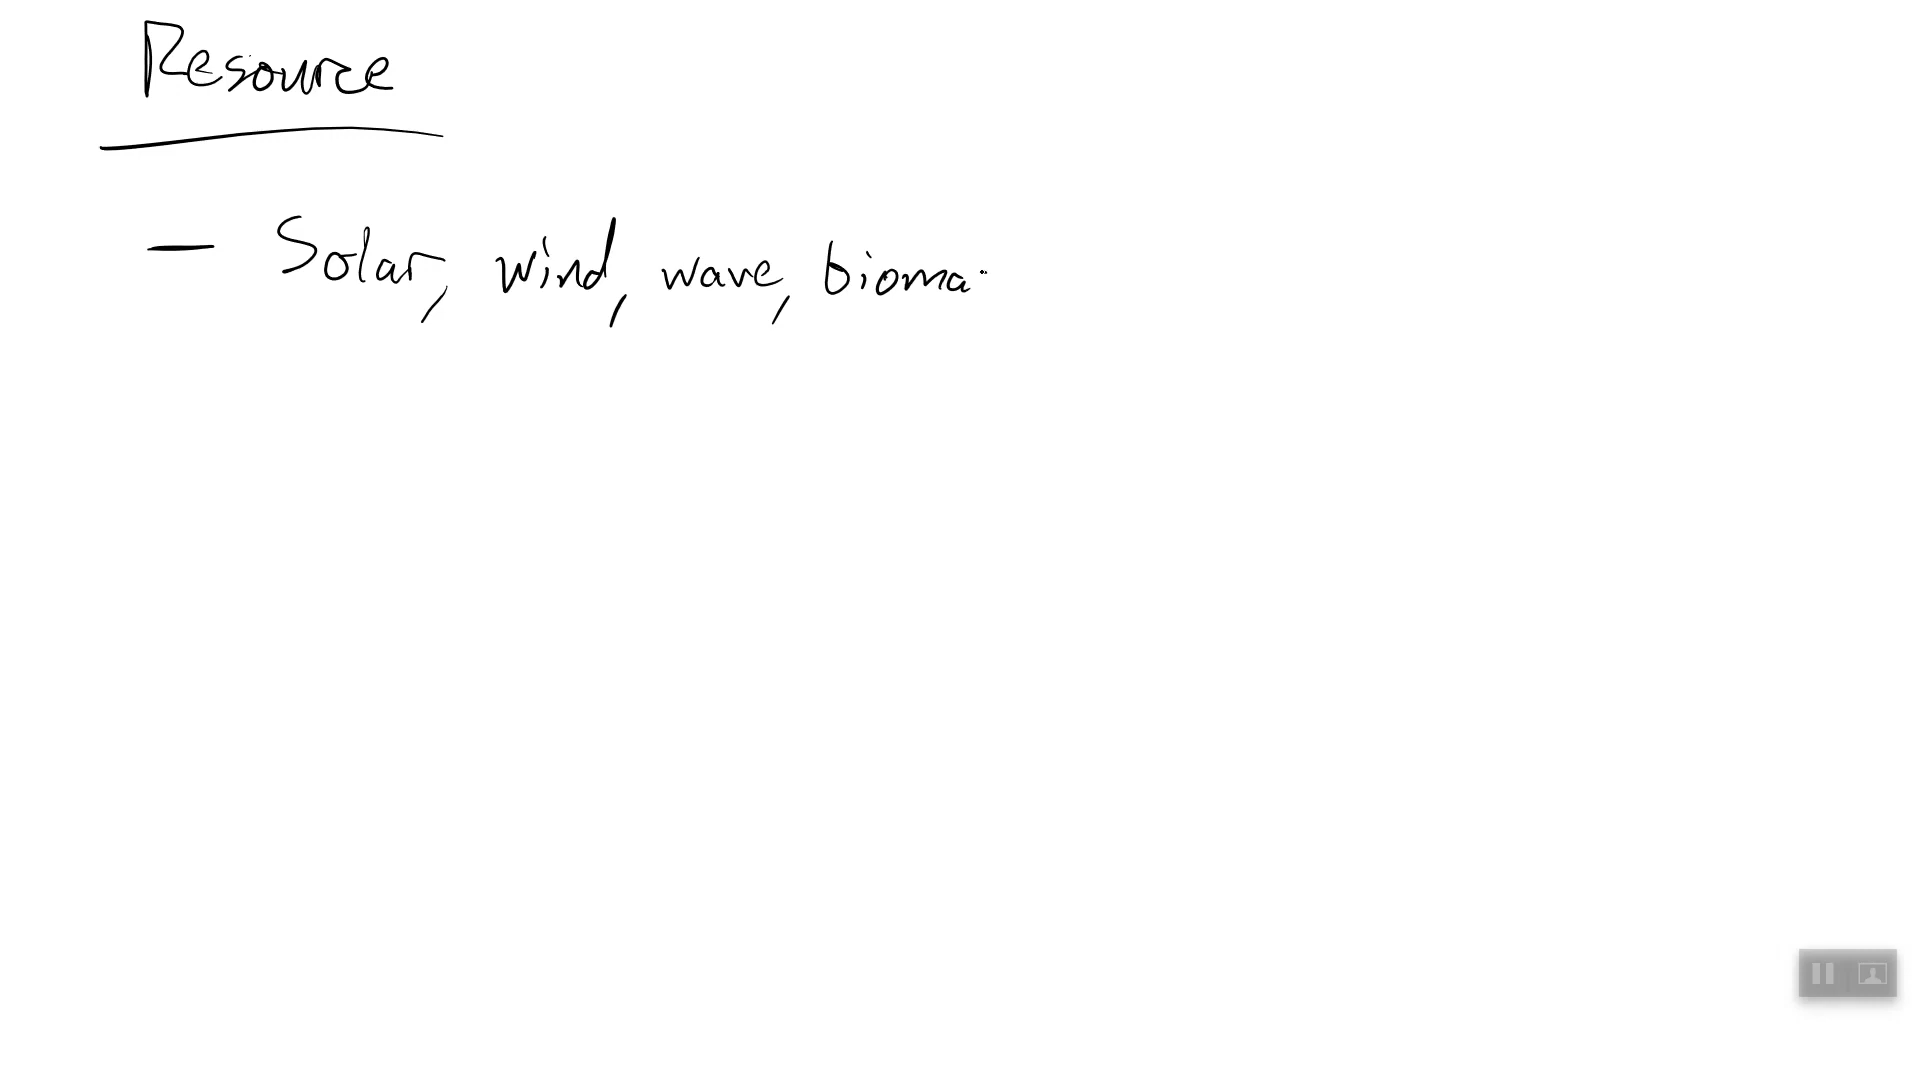 Resource
— Solar, wind, wave, bioma